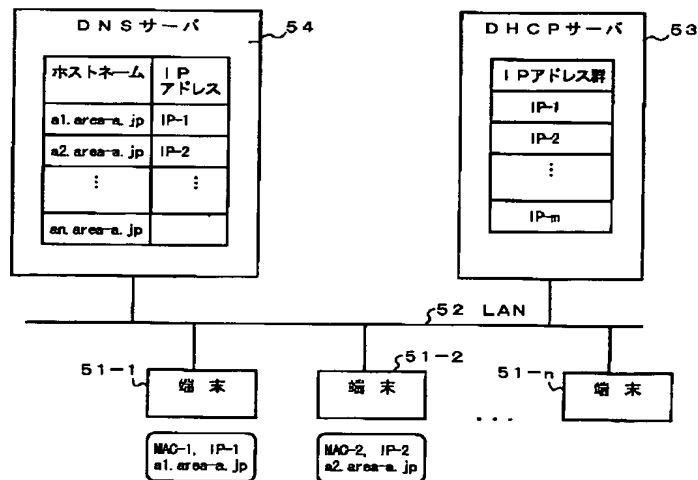 DNSサーバ
54
ホストネーム
IP
アドレス
a1.area-a.jp
IP-1
a2.area-a.jp
IP-2
⋮
⋮
an.area-a.jp
DHCPサーバ
53
IPアドレス群
IP-1
IP-2
⋮
IP-m
52 LAN
51-1
端末
51-2
端末
...
51-n
端末
MAC-1, IP-1
a1.area-a.jp
MAC-2, IP-2
a2.area-a.jp